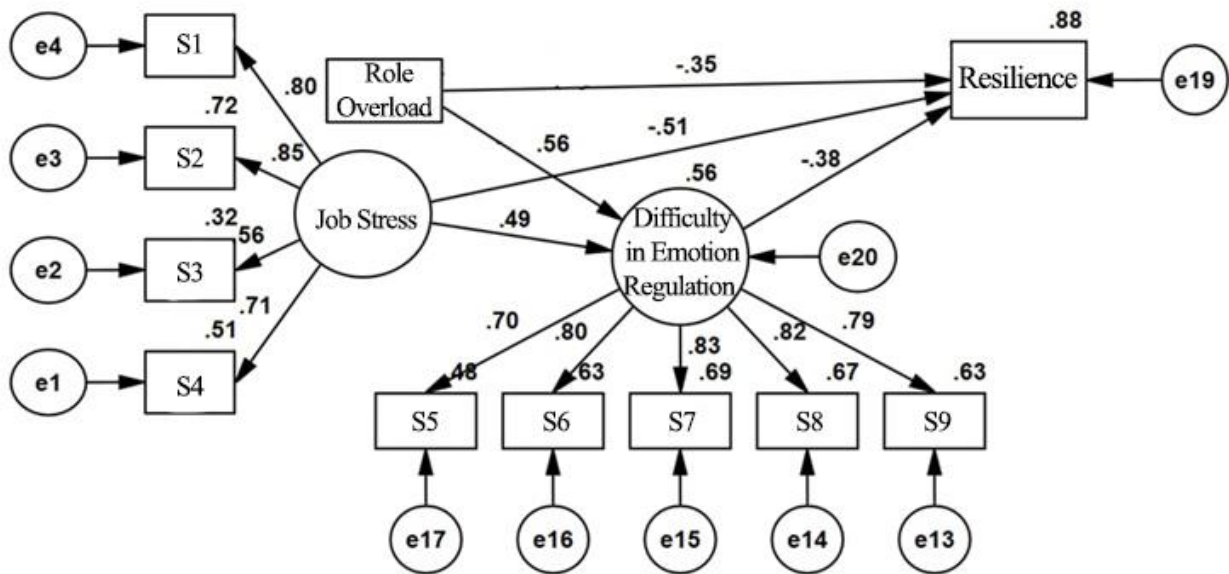 .88
e4
S1
Role
Overload
-.35
Resilience
e19
.80
.72
-.51
e3
S2
.85
.56
-.38
.56
Job Stress
Difficulty
in Emotion
Regulation
.49
.32
56
e2
S3
e20
.71
.51
.70
.80
.83
.82
.79
e1
S4
.48
.63
.69
.67
.63
S5
S6
S7
S8
S9
e17
e16
e15
e14
e13